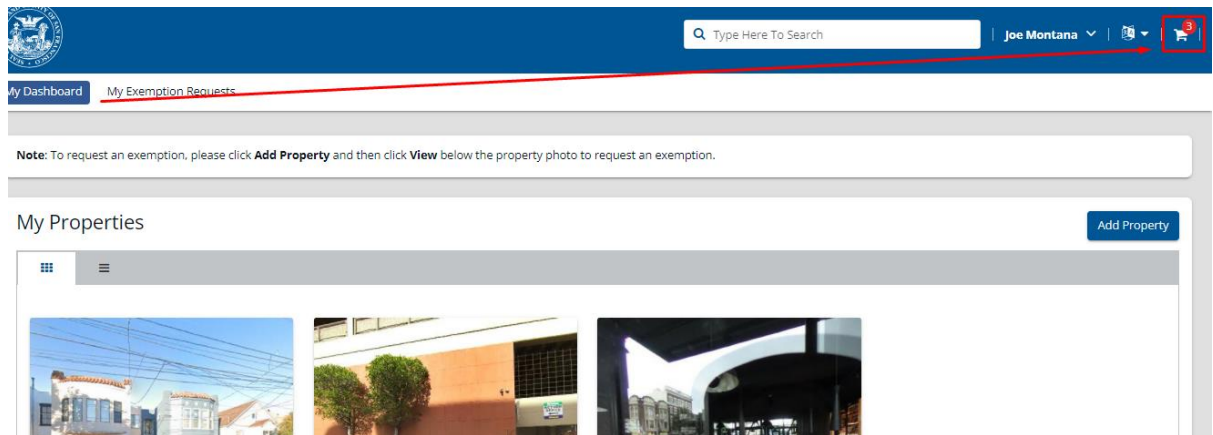 Type Here To Search
Joe Montana
3
My Dashboard
My Exemption Requests
Note: To request an exemption, please click Add Property and then click View below the property photo to request an exemption.
My Properties
Add Property